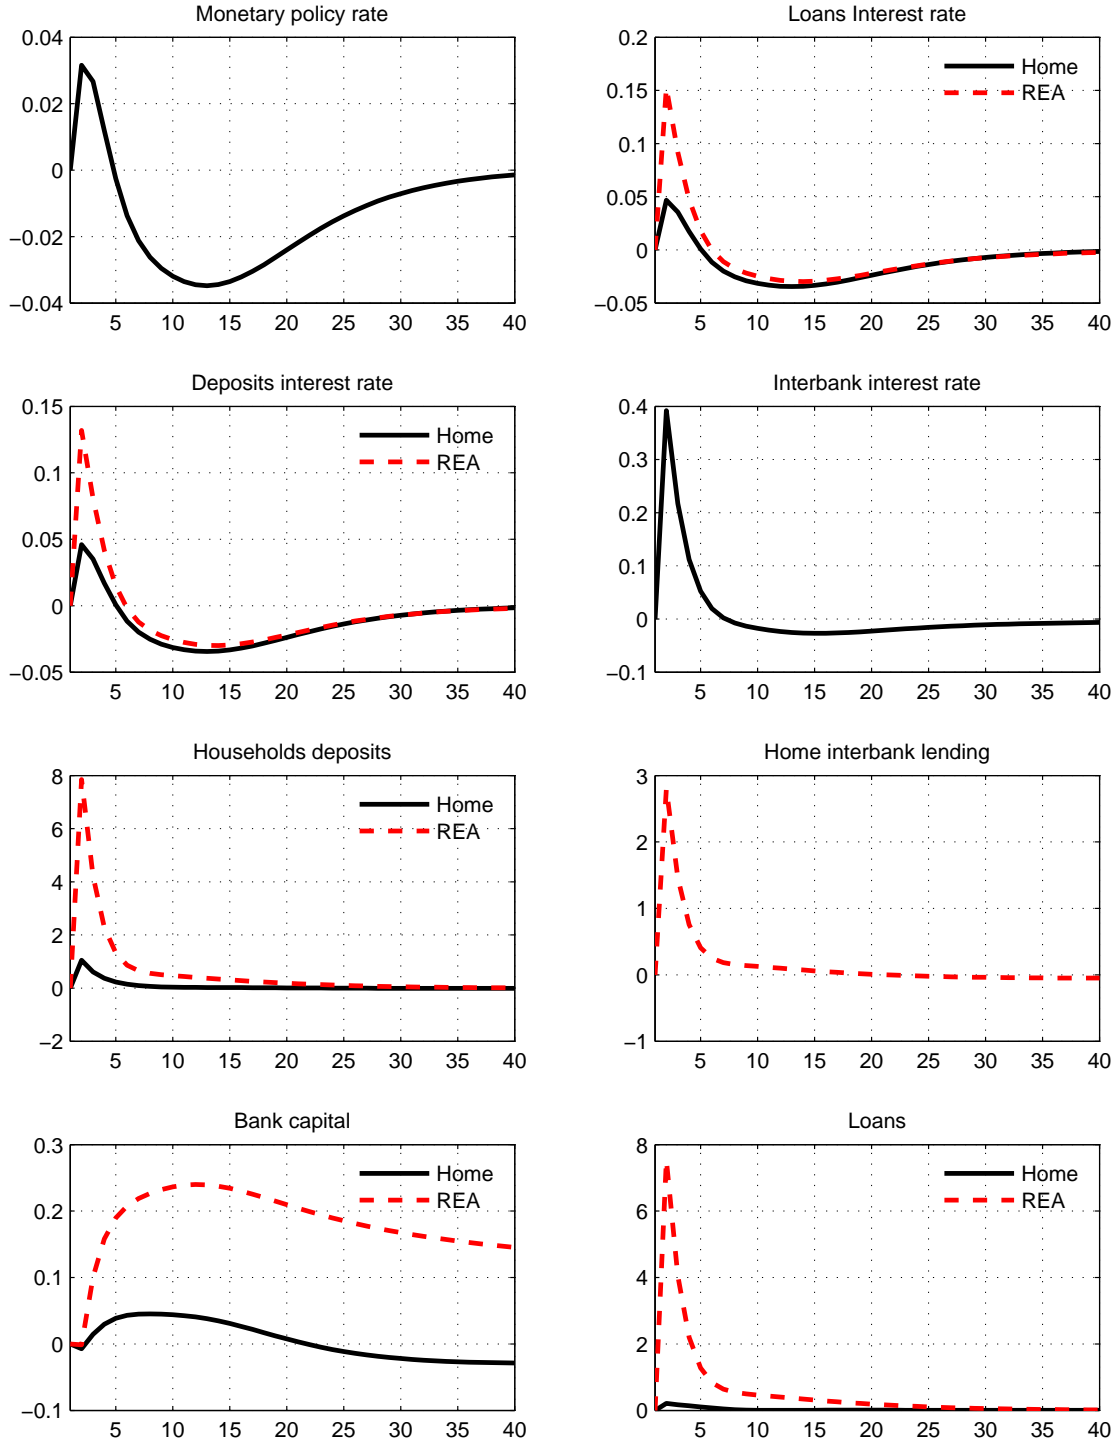 Monetary policy rate
0.04
0.02
0
−0.02
−0.04
5 10 15 20 25 30 35 40
Loans Interest rate
0.2
0.15
0.1
0.05
0
−0.05
Home
REA
5 10 15 20 25 30 35 40
Deposits interest rate
0.15
0.1
0.05
0
−0.05
Home
REA
5 10 15 20 25 30 35 40
Interbank interest rate
0.4
0.3
0.2
0.1
0
−0.1
5 10 15 20 25 30 35 40
Households deposits
8
6
4
2
0
−2
Home
REA
5 10 15 20 25 30 35 40
Home interbank lending
3
2
1
0
−1
5 10 15 20 25 30 35 40
Bank capital
0.3
0.2
0.1
0
−0.1
Home
REA
5 10 15 20 25 30 35 40
Loans
8
6
4
2
0
Home
REA
5 10 15 20 25 30 35 40